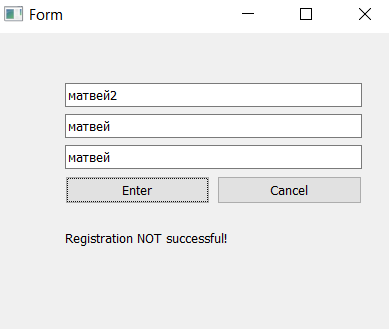 Form
матвей2
матвей
матвей
Enter Cancel
Registration NOT successful!